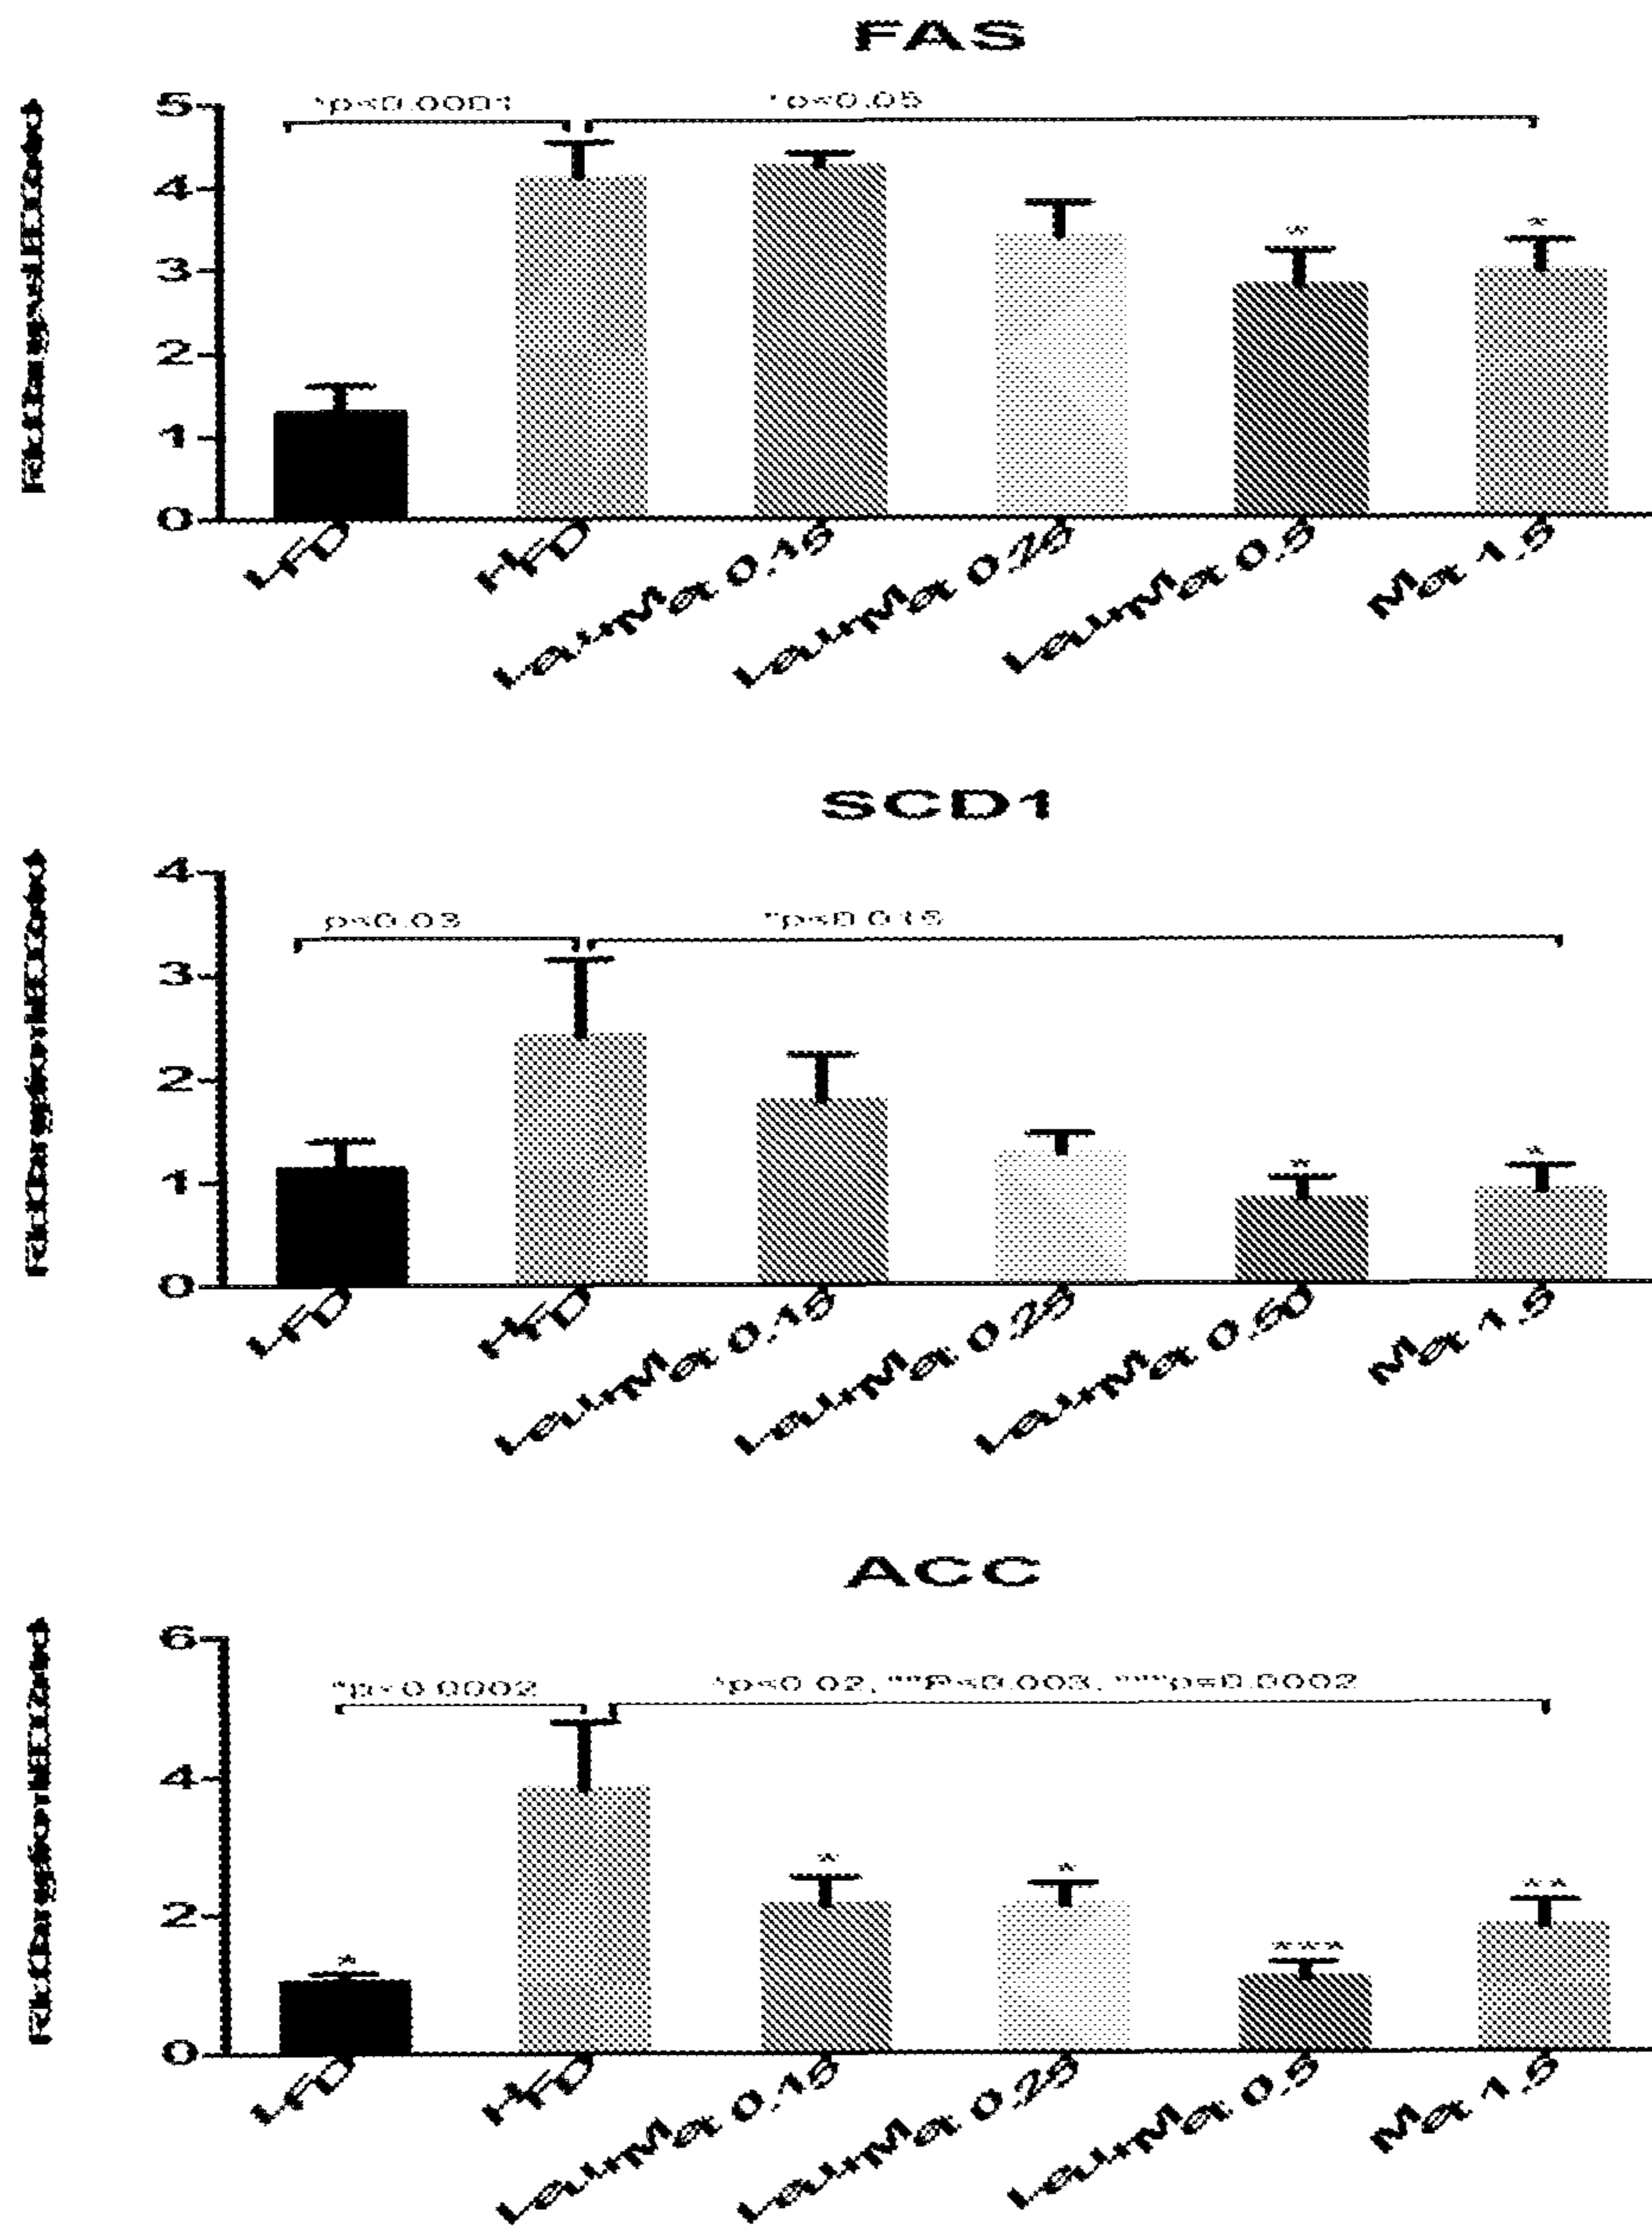 FAS
*p<0.0001 *p<0.05
5
4
3
2
1
0
LFD HFD Leu+Met 0.15 Leu+Met 0.25 Leu+Met 0.5 Met 1.5
* *
SCD1
p<0.03 *p<0.015
4
3
2
1
0
LFD HFD Leu+Met 0.15 Leu+Met 0.25 Leu+Met 0.50 Met 1.5
* *
ACC
6
4
2
0
* * * *** **
LFD HFD Leu+Met 0.15 Leu+Met 0.25 Leu+Met 0.5 Met 1.5